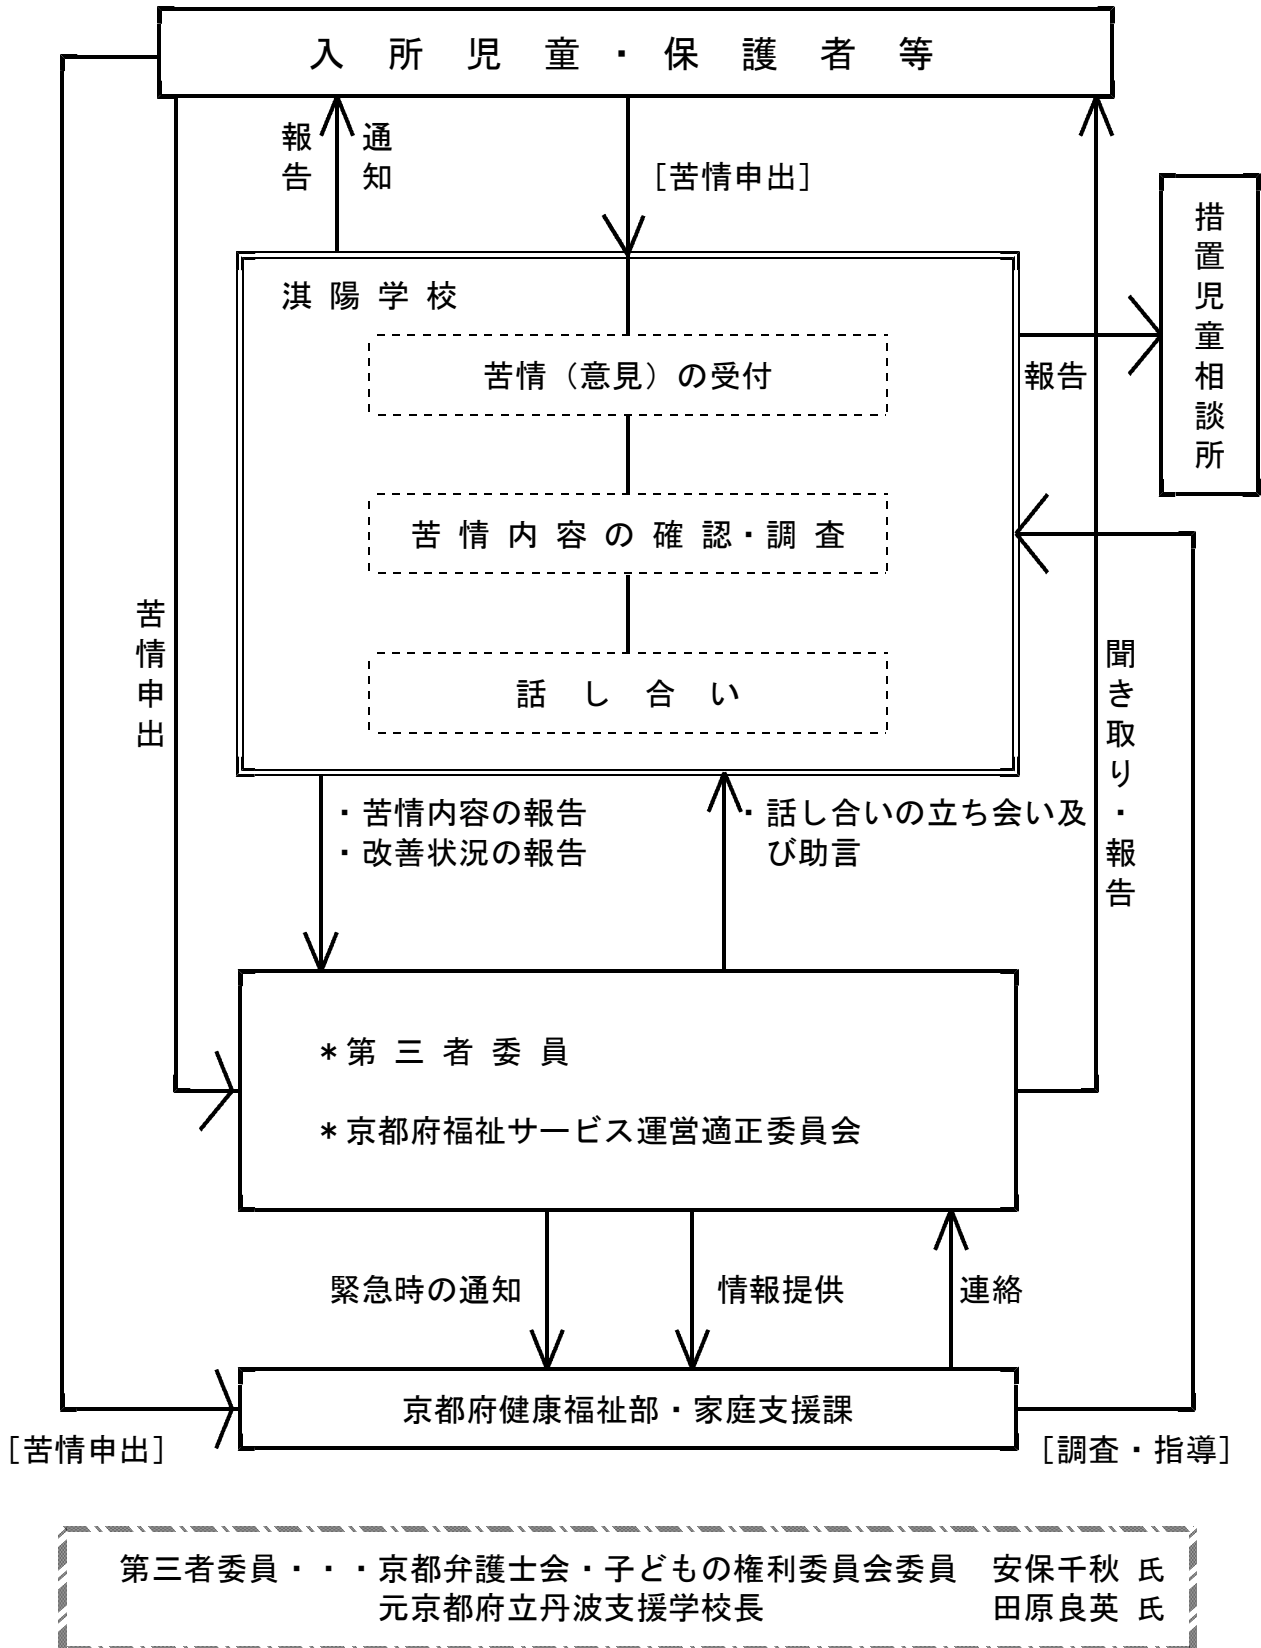 入所児童・保護者等
報告
通知
［苦情申出］
措置児童相談所
淇陽学校
苦情（意見）の受付
報告
苦情内容の確認・調査
話し合い
苦情申出
聞き取り・報告
・苦情内容の報告
・改善状況の報告
・話し合いの立ち会い及
び助言
*第三者委員
*京都府福祉サービス運営適正委員会
緊急時の通知
情報提供
連絡
京都府健康福祉部・家庭支援課
［苦情申出］
［調査・指導］
第三者委員・・・京都弁護士会・子どもの権利委員会委員 安保千秋 氏
元京都府立丹波支援学校長 田原良英 氏